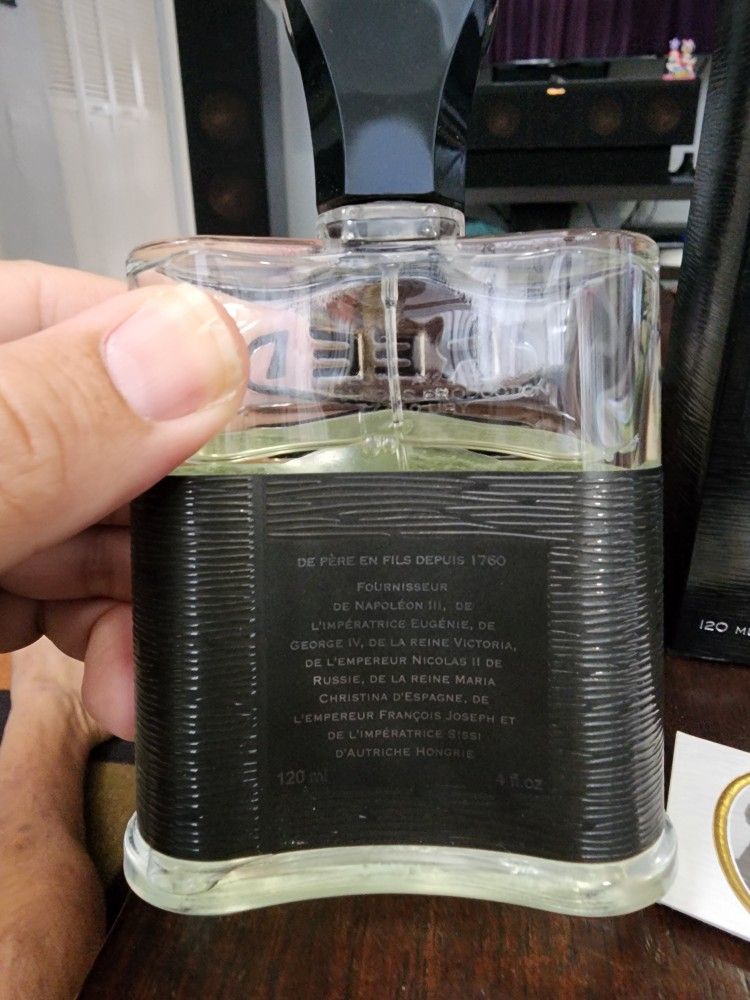 DE PÈRE EN FILS DEPUIS 1760
FOURNISSEUR
DE NAPOLÉON III, DE
L'IMPÉRATRICE EUGÉNIE, DE
GEORGE IV, DE LA REINE VICTORIA,
DE L'EMPEREUR NICOLAS II DE
RUSSIE, DE LA REINE MARIA
CHRISTINA D'ESPAGNE, DE
L'EMPEREUR FRANÇOIS JOSEPH ET
DE L'IMPÉRATRICE SISSI
D'AUTRICHE HONGRIE
120 ml 4 fl.oz
120